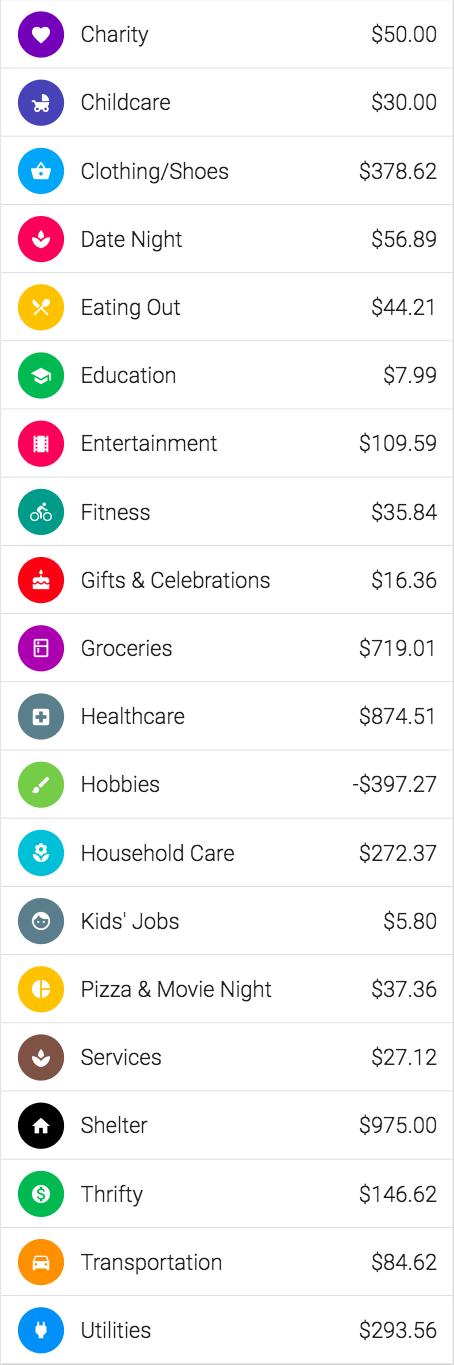 Charity $50.00
Childcare $30.00
Clothing/Shoes $378.62
Date Night $56.89
Eating Out $44.21
Education $7.99
Entertainment $109.59
Fitness $35.84
Gifts & Celebrations $16.36
Groceries $719.01
Healthcare $874.51
Hobbies -$397.27
Household Care $272.37
Kids' Jobs $5.80
Pizza & Movie Night $37.36
Services $27.12
Shelter $975.00
Thrifty $146.62
Transportation $84.62
Utilities $293.56